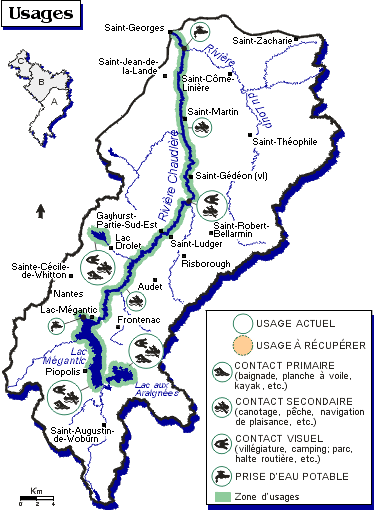 Usages
Saint-Georges
Saint-Zacharie
Rivière
du Loup
Saint-Jean-de-
la-Lande
Saint-Côme-
Linière
C
B
A
Saint-Martin
Saint-Théophile
Rivière Chaudière
Saint-Gédéon (vl)
Gayhurst-
Partie-Sud-Est
Lac
Drolet
Saint-Robert-
Bellarmin
Saint-Ludger
Risborough
Sainte-Cécile-
de-Whitton
Audet
Nantes
Lac-Mégantic
Frontenac
Lac
Mégantic
Piopolis
Lac aux
Araignées
Saint-Augustin-
de-Woburn
Km
0 4
USAGE ACTUEL
USAGE À RÉCUPÉRER
CONTACT PRIMAIRE
(baignade, planche à voile,
kayak, etc.)
CONTACT SECONDAIRE
(canotage, pêche, navigation
de plaisance, etc.)
CONTACT VISUEL
(villégiature, camping; parc,
halte routière, etc.)
PRISE D'EAU POTABLE
Zone d'usages